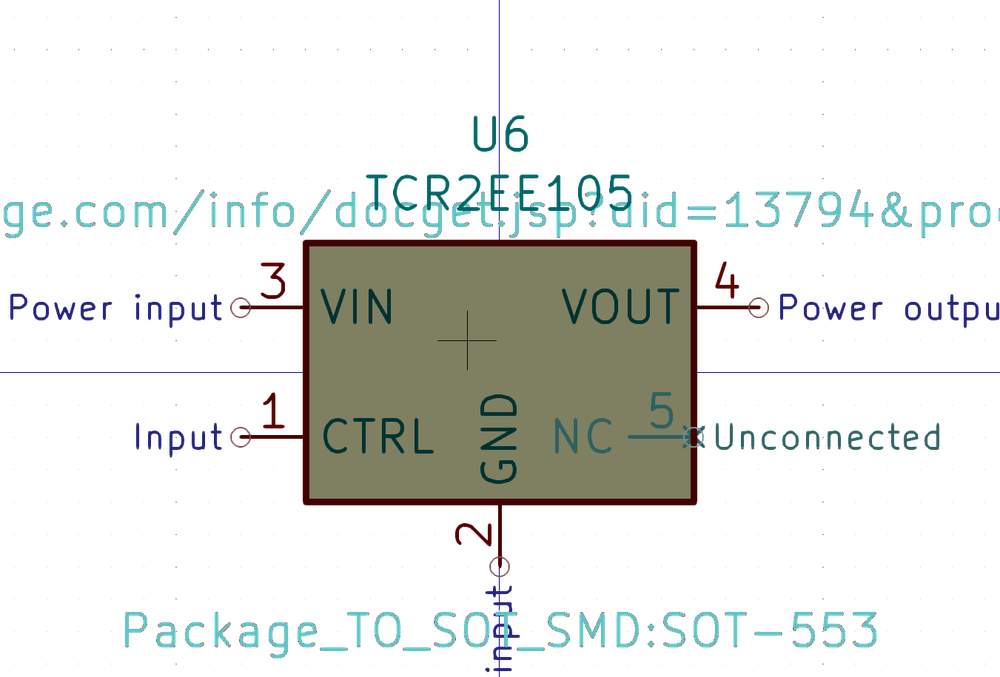 U6
TCR2EE105
ge.com/info/docget.jsp?did=13794&pro
3
4
Power input
VIN
VOUT
Power outpu
1
5
Input
CTRL
GND
NC
Unconnected
2
input
Package_TO_SOT_SMD:SOT-553